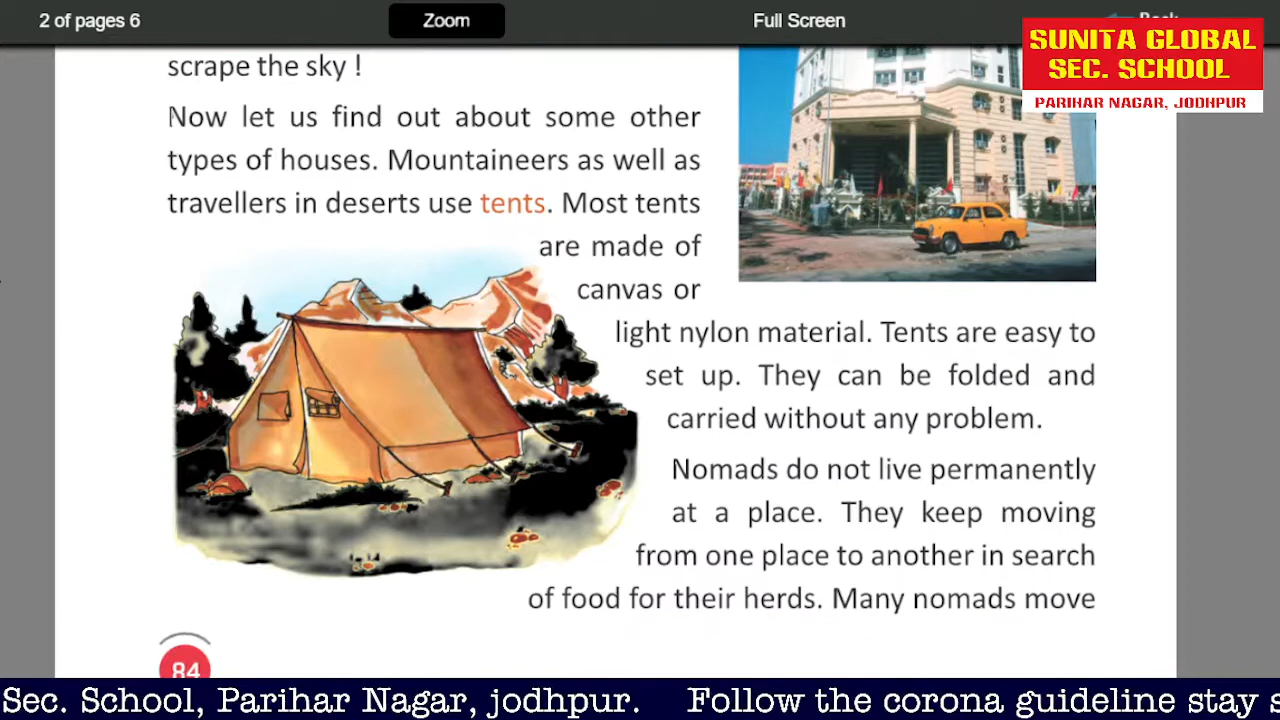 2 of pages 6
Zoom
Full Screen
SUNITA GLOBAL
SEC. SCHOOL
PARIHAR NAGAR, JODHPUR
scrape the sky !
Now let us find out about some other
types of houses. Mountaineers as well as
travellers in deserts use tents. Most tents
are made of
canvas or
light nylon material. Tents are easy to
set up. They can be folded and
carried without any problem.
Nomads do not live permanently
at a place. They keep moving
from one place to another in search
of food for their herds. Many nomads move
84
Sec. School, Parihar Nagar, jodhpur. Follow the corona guideline stay s